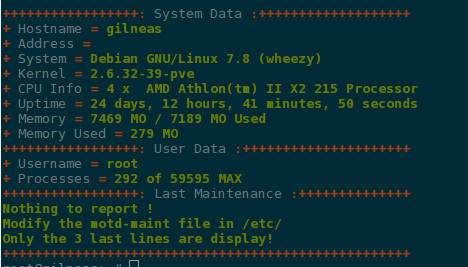 +++++++++++++++++: System Data :+++++++++++++++++++
+ Hostname = gilneas
+ Address =
+ System = Debian GNU/Linux 7.8 (wheezy)
+ Kernel = 2.6.32-39-pve
+ CPU Info = 4 x  AMD Athlon(tm) II X2 215 Processor
+ Uptime = 24 days, 12 hours, 41 minutes, 50 seconds
+ Memory = 7469 MO / 7189 MO Used
+ Memory Used = 279 MO
+++++++++++++++++: User Data :+++++++++++++++++++++
+ Username = root
+ Processes = 292 of 59595 MAX
+++++++++++++++++: Last Maintenance :++++++++++++++
Nothing to report !
Modify the motd-maint file in /etc/
Only the 3 last lines are display!
+++++++++++++++++++++++++++++++++++++++++++++++++++